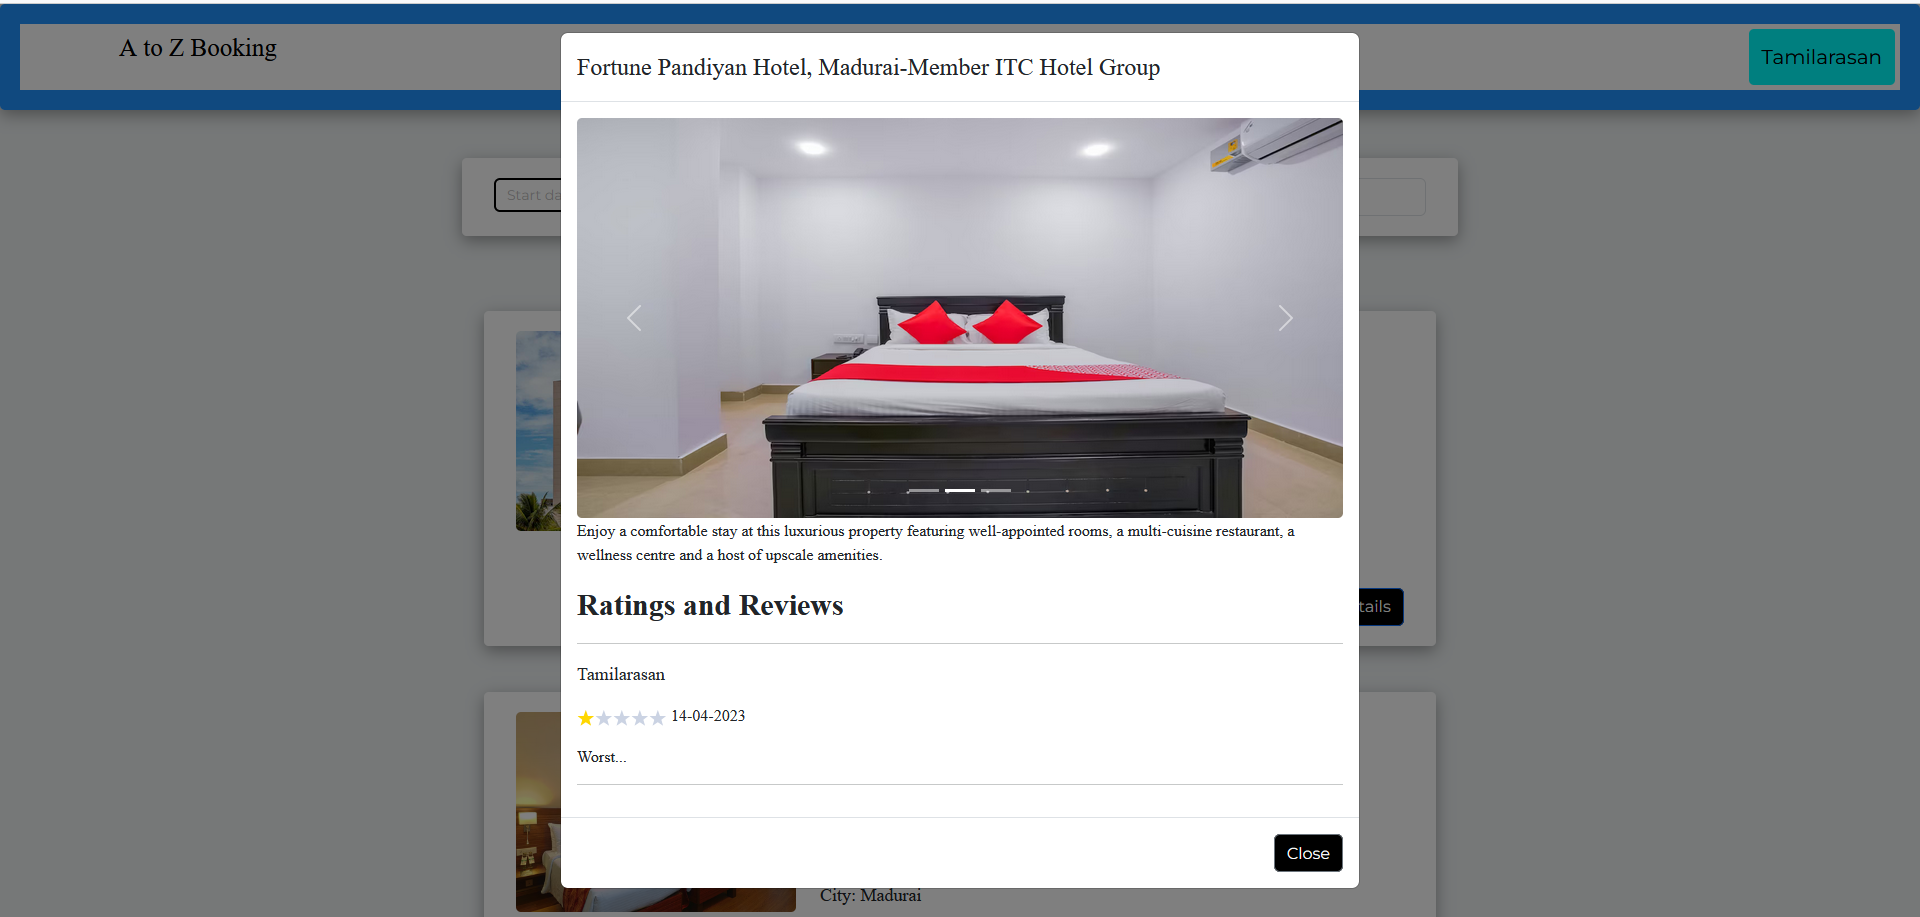 A to Z Booking
Tamilarasan
Fortune Pandiyan Hotel, Madurai-Member ITC Hotel Group
Start da
Enjoy a comfortable stay at this luxurious property featuring well-appointed rooms, a multi-cuisine restaurant, a
wellness centre and a host of upscale amenities.
Ratings and Reviews
tails
Tamilarasan
14-04-2023
Worst...
Close
City: Madurai